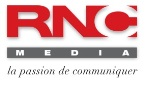 RNC
MEDIA
la passion de communiquer